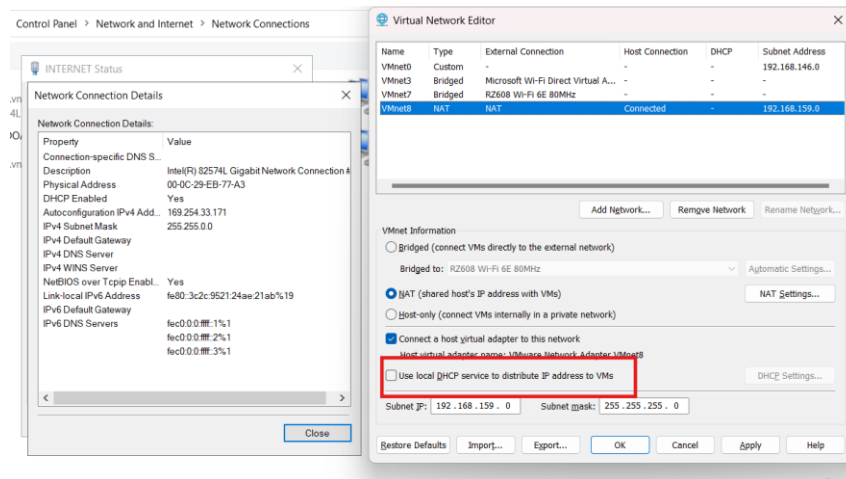 Control Panel > Network and Internet > Network Connections
INTERNET Status
Network Connection Details
Network Connection Details:
Property Value
Connection-specific DNS S...
Description Intel(R) 82574L Gigabit Network Connection #
Physical Address 00-0C-29-EB-77-A3
DHCP Enabled Yes
Autoconfiguration IPv4 Add... 169.254.33.171
IPv4 Subnet Mask 255.255.0.0
IPv4 Default Gateway
IPv4 DNS Server
IPv4 WINS Server
NetBIOS over Tcpip Enabl... Yes
Link-local IPv6 Address fe80::3c2c:9521:24ae:21ab%19
IPv6 Default Gateway
IPv6 DNS Servers fec0:0:0:ffff::1%1
fec0:0:0:ffff::2%1
fec0:0:0:ffff::3%1
Close
Virtual Network Editor
Name Type External Connection Host Connection DHCP Subnet Address
VMnet0 Custom - - - 192.168.146.0
VMnet3 Bridged Microsoft Wi-Fi Direct Virtual A... - - -
VMnet7 Bridged RZ608 Wi-Fi 6E 80MHz - - -
VMnet8 NAT NAT Connected - 192.168.159.0
Add Network... Remove Network Rename Network...
VMnet Information
Bridged (connect VMs directly to the external network)
Bridged to: RZ608 Wi-Fi 6E 80MHz Automatic Settings...
NAT (shared host's IP address with VMs) NAT Settings...
Host-only (connect VMs internally in a private network)
Connect a host virtual adapter to this network
Host virtual adapter name: VMware Network Adapter VMnet8
Use local DHCP service to distribute IP address to VMs DHCP Settings...
Subnet IP: 192.168.159. 0 Subnet mask: 255.255.255. 0
Restore Defaults Import... Export... OK Cancel Apply Help